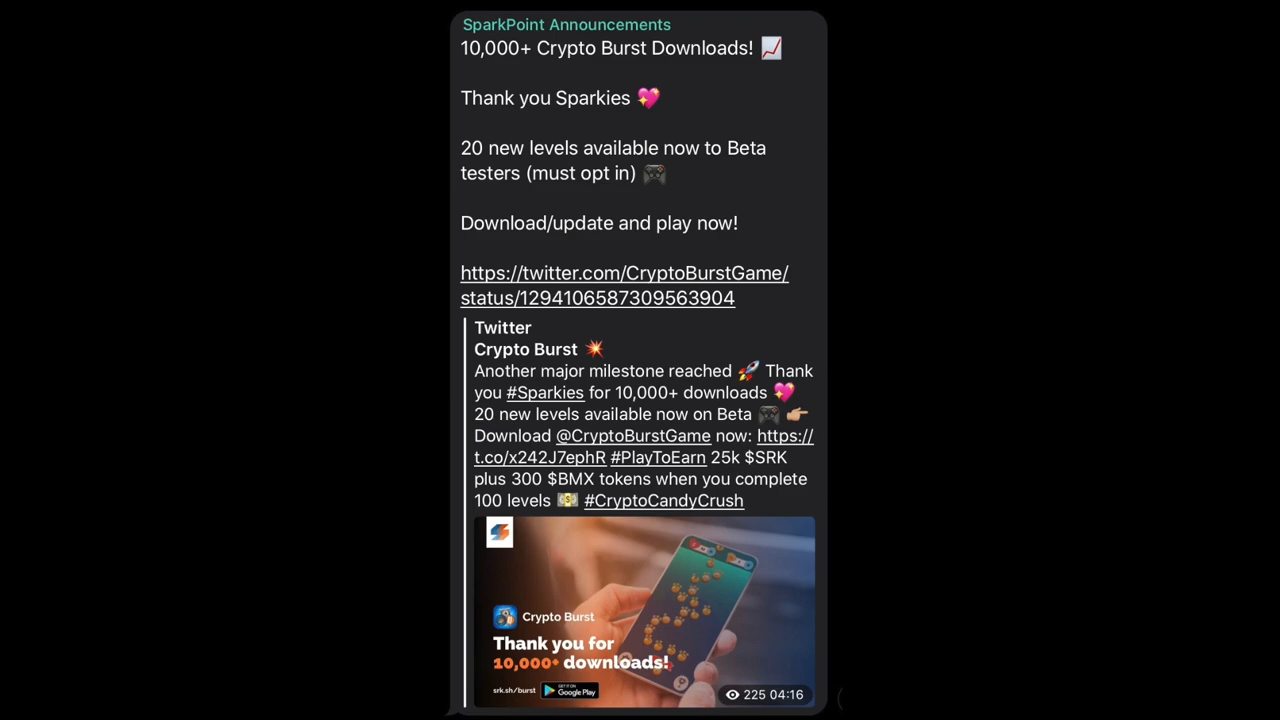 SparkPoint Announcements
10,000+ Crypto Burst Downloads! 📈
Thank you Sparkies 💖
20 new levels available now to Beta
testers (must opt in) 🎮
Download/update and play now!
https://twitter.com/CryptoBurstGame/
status/1294106587309563904
Twitter
Crypto Burst 💥
Another major milestone reached 🚀 Thank
you #Sparkies for 10,000+ downloads 💖
20 new levels available now on Beta 🎮 👉🏼
Download @CryptoBurstGame now: https://
t.co/x242J7ephR #PlayToEarn 25k $SRK
plus 300 $BMX tokens when you complete
100 levels 💵 #CryptoCandyCrush
Crypto Burst
Thank you for
10,000+ downloads!
srk.sh/burst GET IT ON Google Play
225 04:16